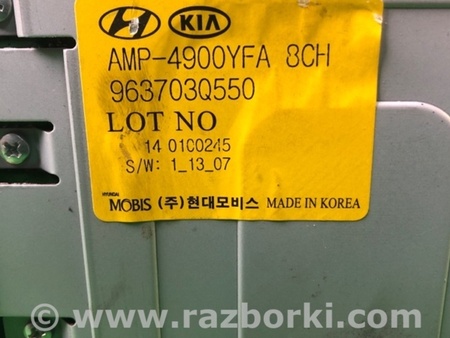 KIA
AMP-4900YFA 8CH
963703Q550
LOT NO
14 0100245
S/W: 1_13_07
HYUNDAI
MOBIS (주)현대모비스 MADE IN KOREA
www.razborki.com